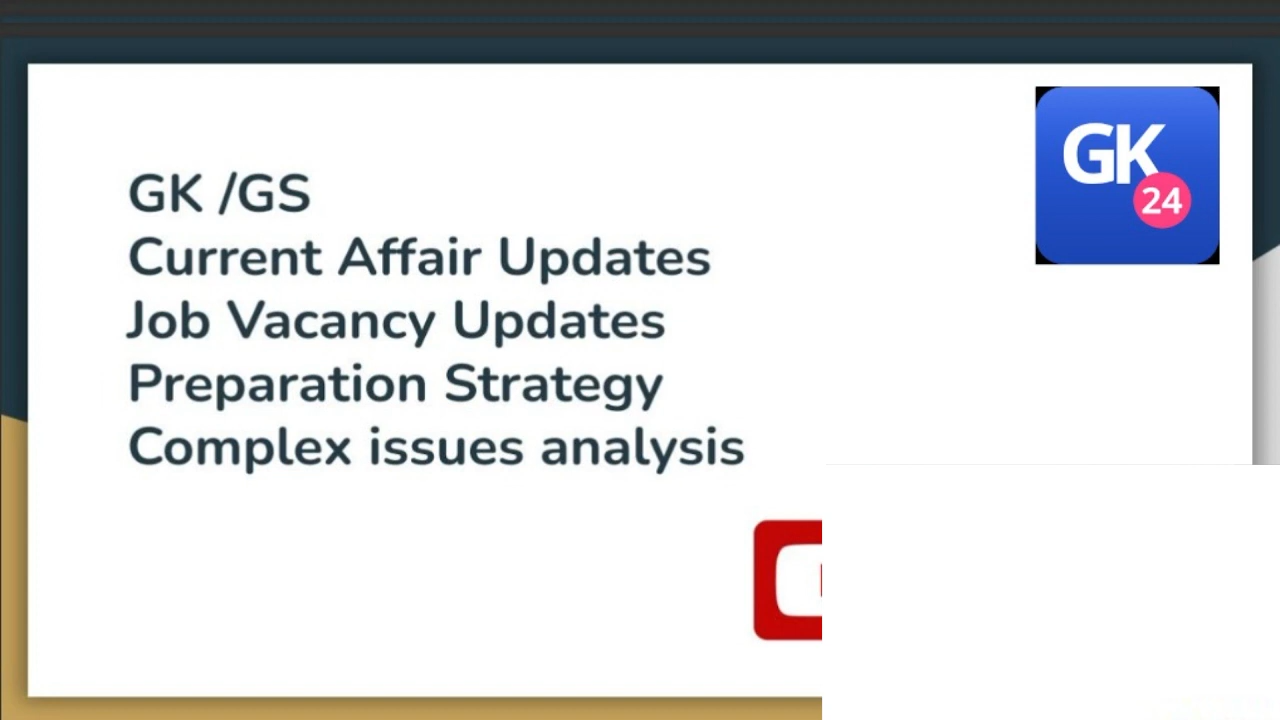 GK
24
GK /GS
Current Affair Updates
Job Vacancy Updates
Preparation Strategy
Complex issues analysis